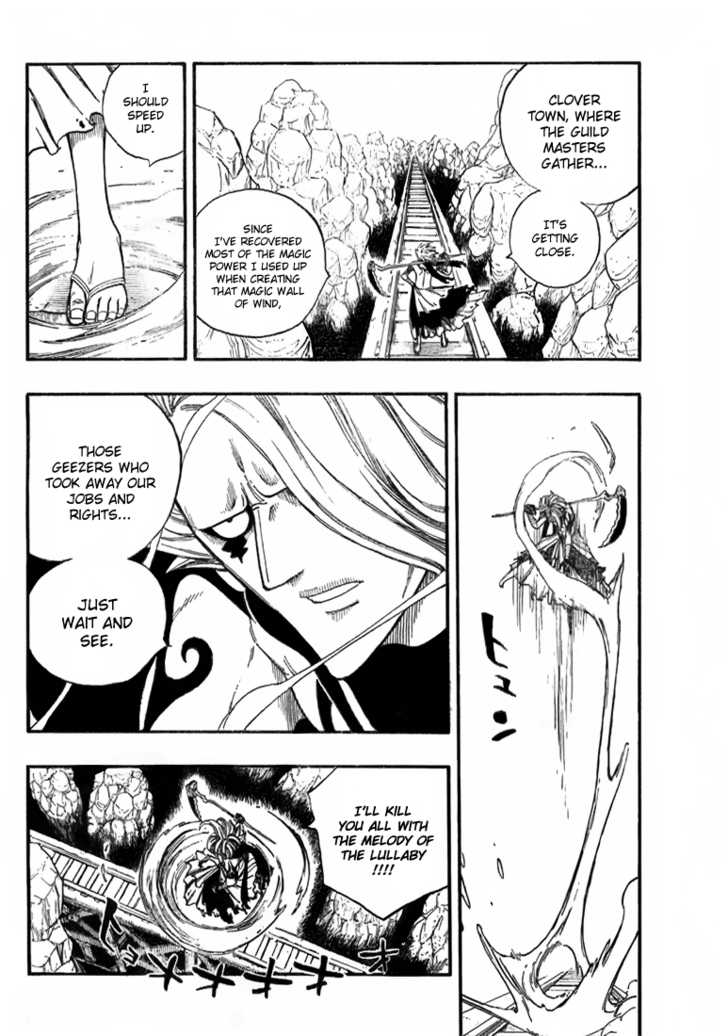 CLOVER
TOWN, WHERE
THE GUILD
MASTERS
GATHER...
IT'S
GETTING
CLOSE.
SINCE
I'VE RECOVERED
MOST OF THE MAGIC
POWER I USED UP
WHEN CREATING
THAT MAGIC WALL
OF WIND,
I
SHOULD
SPEED
UP.
THOSE
GEEZERS WHO
TOOK AWAY OUR
JOBS AND
RIGHTS...
JUST
WAIT AND
SEE.
I'LL KILL
YOU ALL WITH
THE MELODY OF
THE LULLABY
!!!!